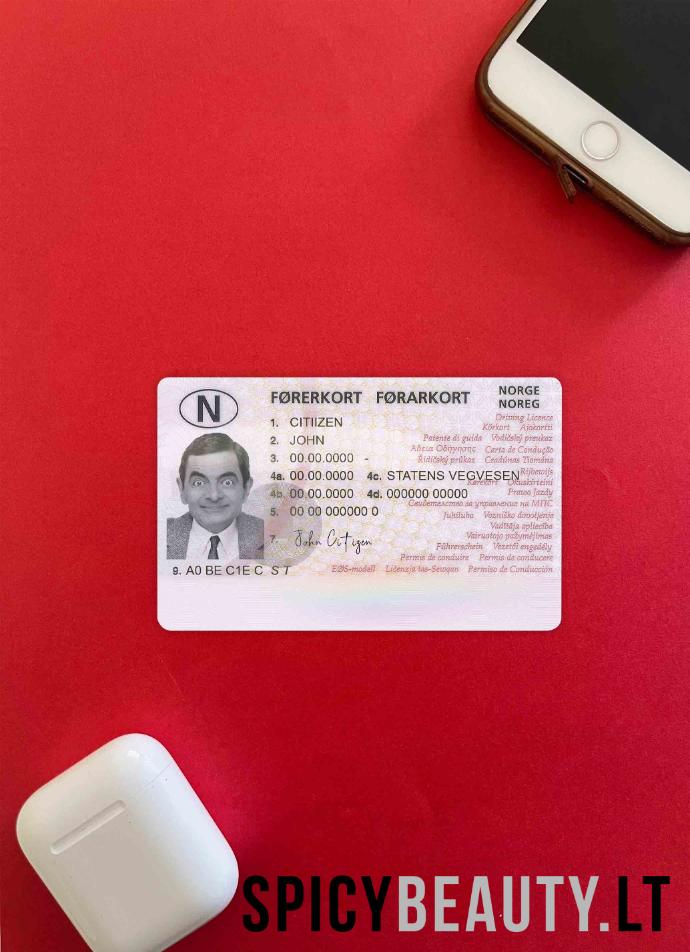 N
FØRERKORT FØRARKORT
NORGE
NOREG
1. CITIIZEN
2. JOHN
3. 00.00.0000 -
4a. 00.00.0000 4c. STATENS VEGVESEN
4b. 00.00.0000 4d. 000000 00000
5. 00 00 000000 0
7. John Citizen
9. A0 BE C1E C S T
Driving Licence
Körkort Ajokortti
Patente di guida Vodičský preukaz
Άδεια Οδήγησης Carta de Condução
Řidičský průkaz Ceadúnas Tiomána
Rijbewijs
Prawo Jazdy
Свидетелство за управление на МПС
Vozniško dovoljenje
Vadītāja apliecība
Vairuotojo pažymėjimas
Führerschein Vezetői engedély
Permis de conduire Permis de conducere
EØS-modell Liċenzja tas-Sewqan Permiso de Conducción
SPICYBEAUTY.LT